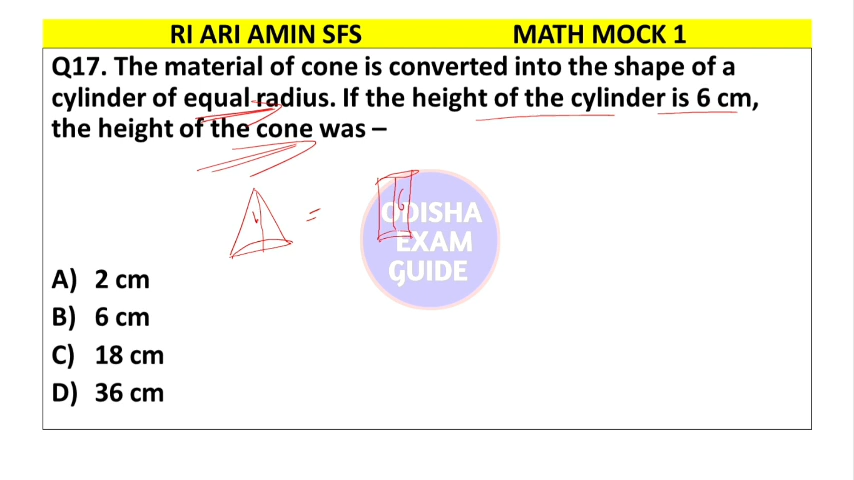 RI ARI AMIN SFS MATH MOCK 1
Q17. The material of cone is converted into the shape of a
cylinder of equal radius. If the height of the cylinder is 6 cm,
the height of the cone was –
h = 6
ODISHA
EXAM
GUIDE
A) 2 cm
B) 6 cm
C) 18 cm
D) 36 cm